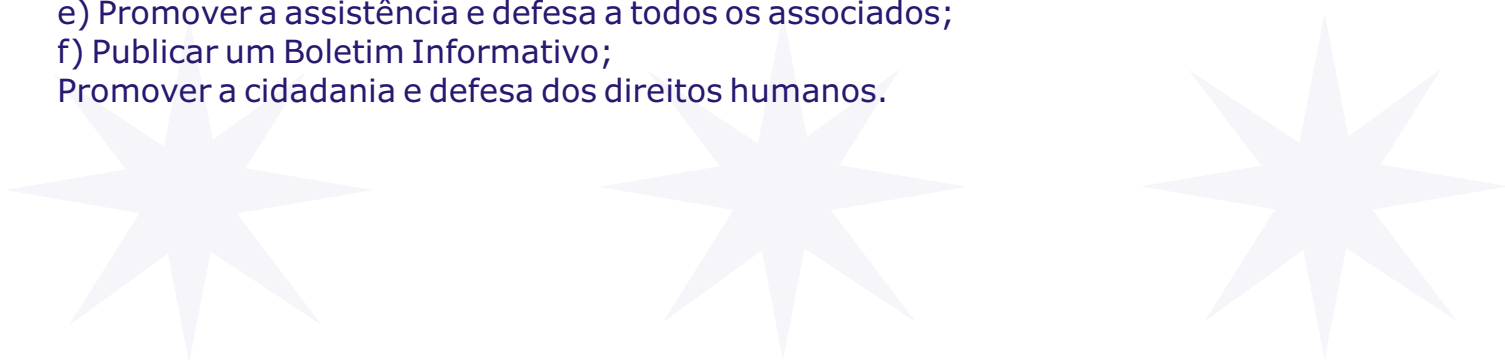 e) Promover a assistência e defesa a todos os associados;
f) Publicar um Boletim Informativo;
Promover a cidadania e defesa dos direitos humanos.